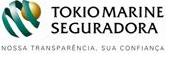 TOKIO MARINE
SEGURADORA
NOSSA TRANSPARÊNCIA, SUA CONFIANÇA